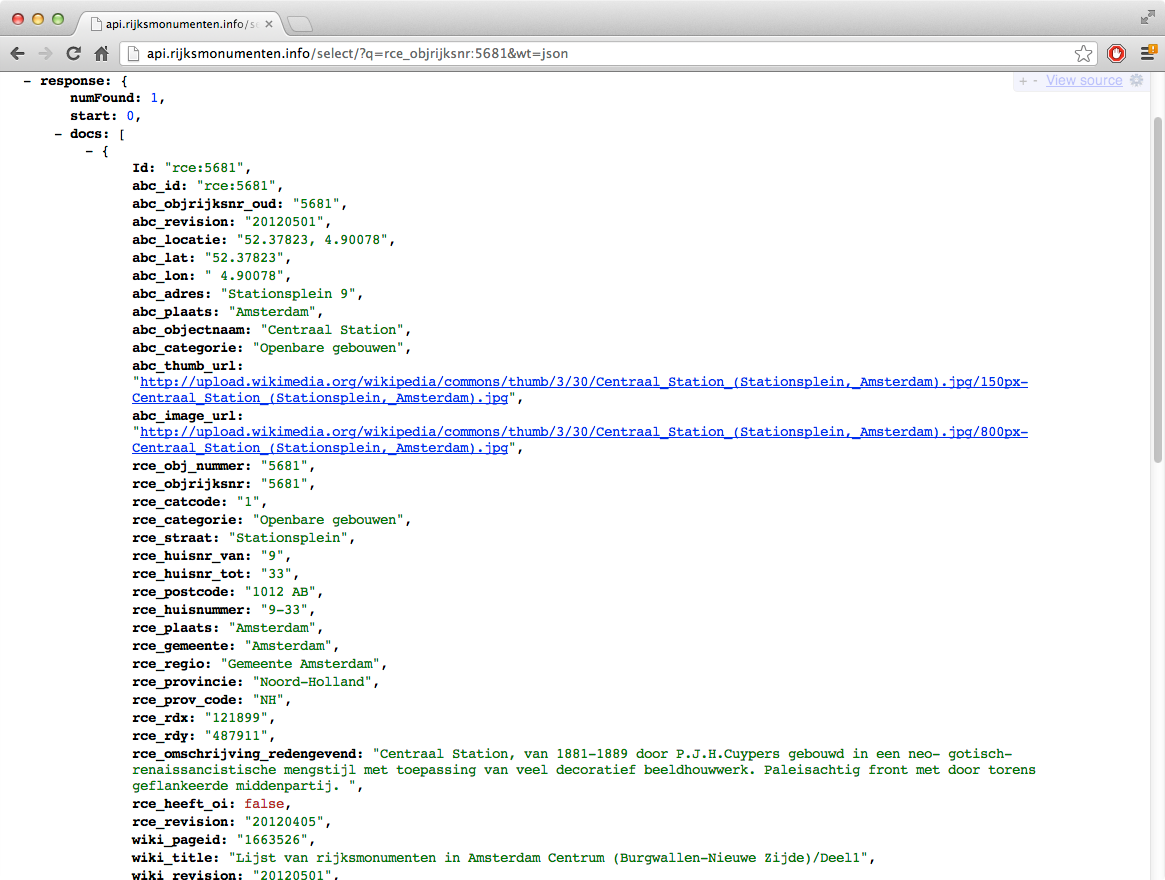 api.rijksmonumenten.info/s
api.rijksmonumenten.info/select/?q=rce_objrijksnr:5681&wt=json
+ - View source
- response: {
numFound: 1,
start: 0,
- docs: [
- {
Id: "rce:5681",
abc_id: "rce:5681",
abc_objrijksnr_oud: "5681",
abc_revision: "20120501",
abc_locatie: "52.37823, 4.90078",
abc_lat: "52.37823",
abc_lon: " 4.90078",
abc_adres: "Stationsplein 9",
abc_plaats: "Amsterdam",
abc_objectnaam: "Centraal Station",
abc_categorie: "Openbare gebouwen",
abc_thumb_url:
"http://upload.wikimedia.org/wikipedia/commons/thumb/3/30/Centraal_Station_(Stationsplein,_Amsterdam).jpg/150px-
Centraal_Station_(Stationsplein,_Amsterdam).jpg",
abc_image_url:
"http://upload.wikimedia.org/wikipedia/commons/thumb/3/30/Centraal_Station_(Stationsplein,_Amsterdam).jpg/800px-
Centraal_Station_(Stationsplein,_Amsterdam).jpg",
rce_obj_nummer: "5681",
rce_objrijksnr: "5681",
rce_catcode: "1",
rce_categorie: "Openbare gebouwen",
rce_straat: "Stationsplein",
rce_huisnr_van: "9",
rce_huisnr_tot: "33",
rce_postcode: "1012 AB",
rce_huisnummer: "9-33",
rce_plaats: "Amsterdam",
rce_gemeente: "Amsterdam",
rce_regio: "Gemeente Amsterdam",
rce_provincie: "Noord-Holland",
rce_prov_code: "NH",
rce_rdx: "121899",
rce_rdy: "487911",
rce_omschrijving_redengevend: "Centraal Station, van 1881-1889 door P.J.H.Cuypers gebouwd in een neo- gotisch-
renaissancistische mengstijl met toepassing van veel decoratief beeldhouwwerk. Paleisachtig front met door torens
geflankeerde middenpartij. ",
rce_heeft_oi: false,
rce_revision: "20120405",
wiki_pageid: "1663526",
wiki_title: "Lijst van rijksmonumenten in Amsterdam Centrum (Burgwallen-Nieuwe Zijde)/Deel1",
wiki_revision: "20120501",